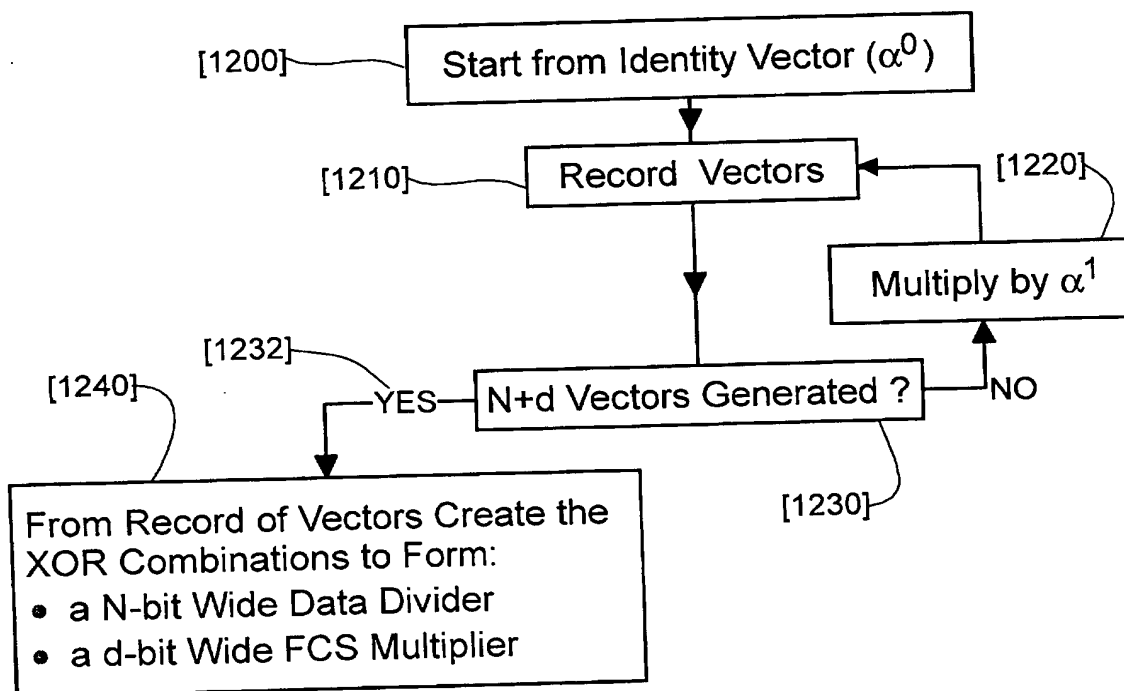 [1200]
Start from Identity Vector (α⁰)
[1210]
Record Vectors
[1220]
Multiply by α¹
[1232]
[1240]
YES
N+d Vectors Generated ?
NO
[1230]
From Record of Vectors Create the
XOR Combinations to Form:
• a N-bit Wide Data Divider
• a d-bit Wide FCS Multiplier